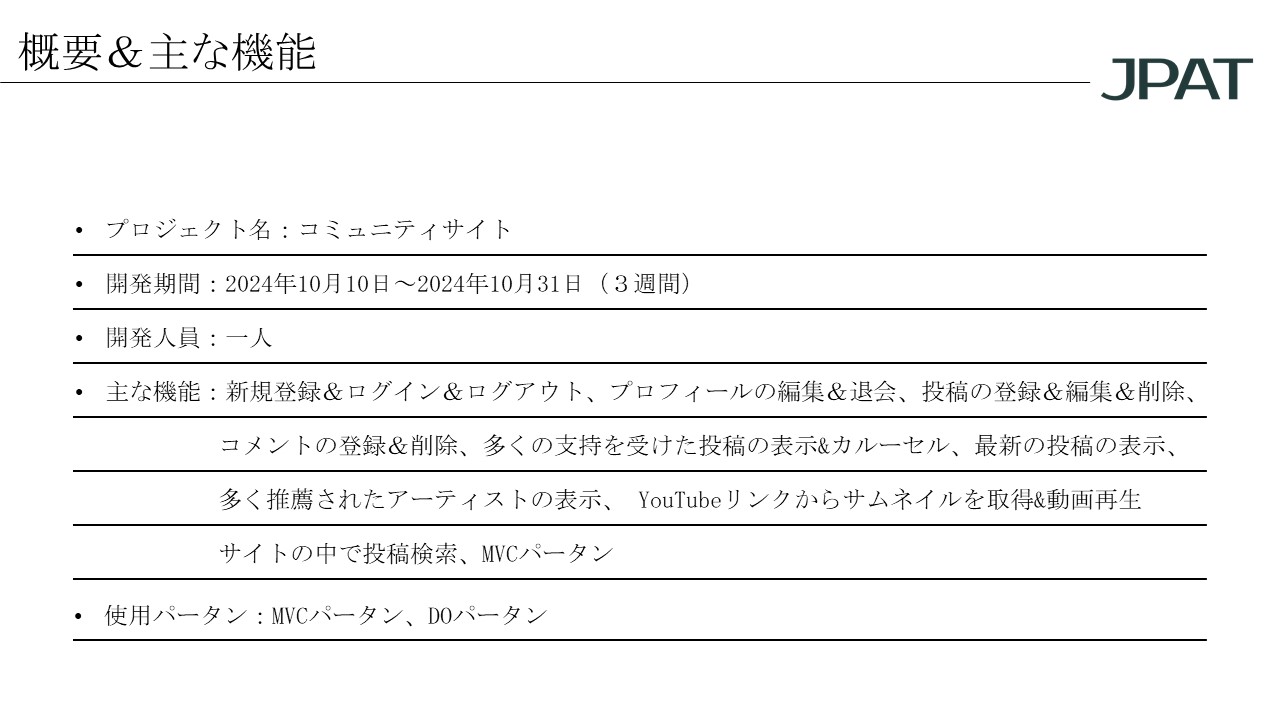 概要＆主な機能
JPAT
• プロジェクト名：コミュニティサイト
• 開発期間：2024年10月10日～2024年10月31日（３週間）
• 開発人員：一人
• 主な機能：新規登録＆ログイン＆ログアウト、プロフィールの編集＆退会、投稿の登録＆編集＆削除、
コメントの登録＆削除、多くの支持を受けた投稿の表示&カルーセル、最新の投稿の表示、
多く推薦されたアーティストの表示、 YouTubeリンクからサムネイルを取得&動画再生
サイトの中で投稿検索、MVCパータン
• 使用パータン：MVCパータン、DOパータン